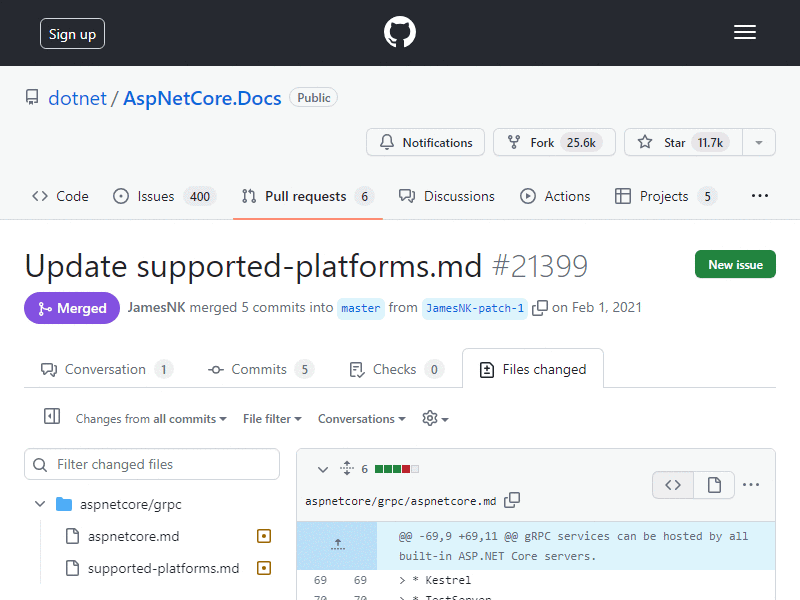 Sign up
dotnet / AspNetCore.Docs Public
Notifications Fork 25.6k Star 11.7k
Code Issues 400 Pull requests 6 Discussions Actions Projects 5
Update supported-platforms.md #21399
New issue
Merged JamesNK merged 5 commits into master from JamesNK-patch-1 on Feb 1, 2021
Conversation 1 Commits 5 Checks 0 Files changed
Changes from all commits File filter Conversations
Filter changed files
aspnetcore/grpc
aspnetcore.md
supported-platforms.md
6
aspnetcore/grpc/aspnetcore.md
@@ -69,9 +69,11 @@ gRPC services can be hosted by all
built-in ASP.NET Core servers.
69 69 > * Kestrel
70 70 > * TestServer